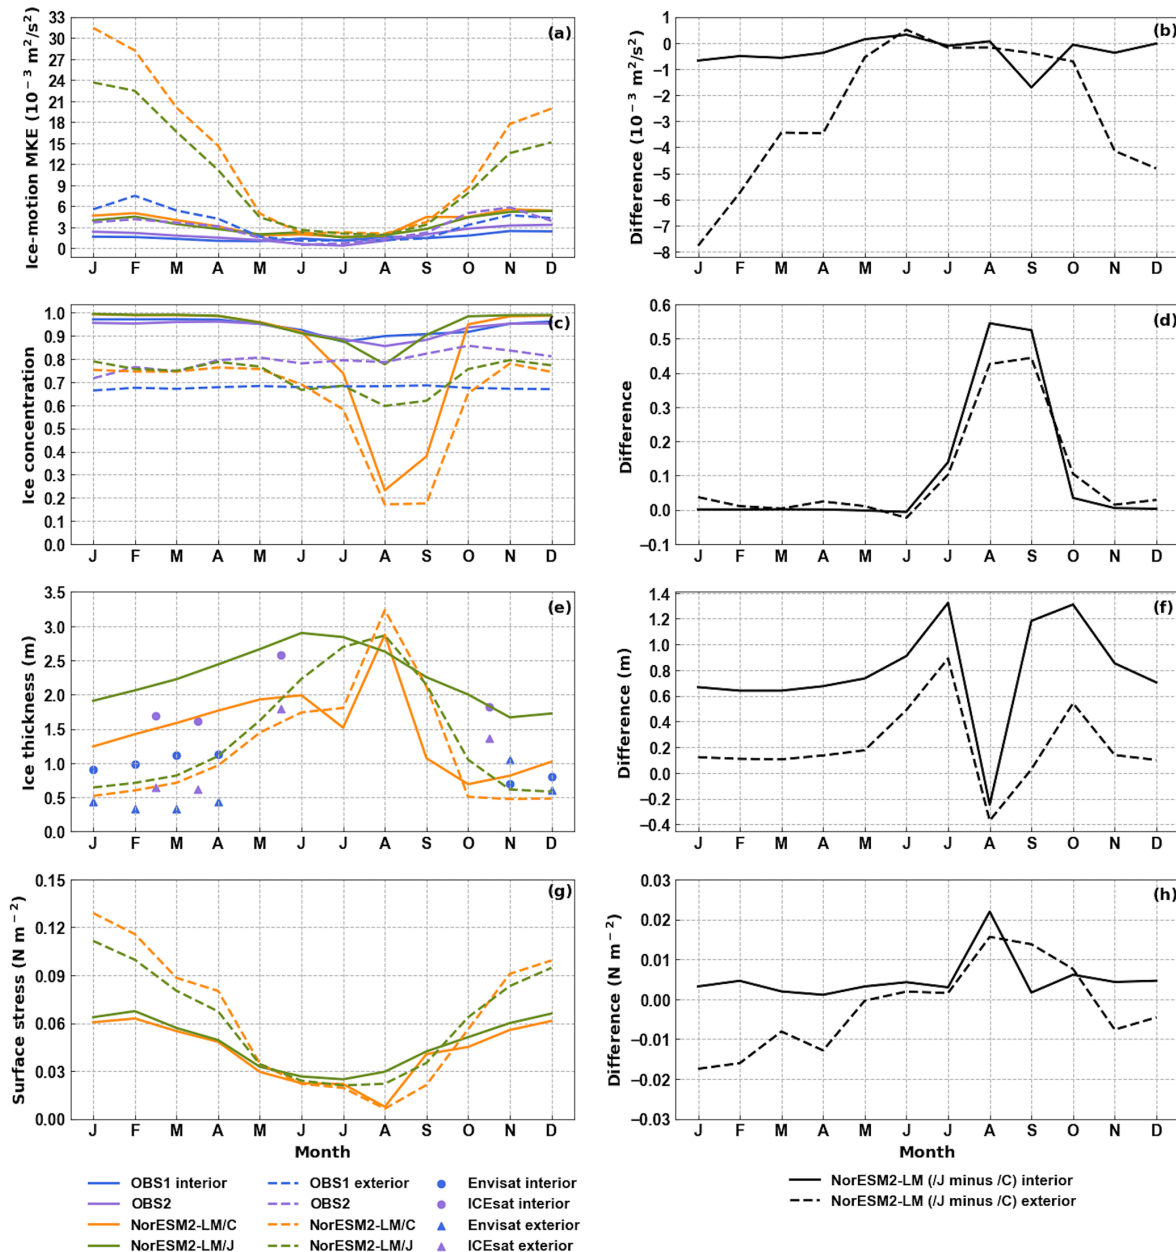 Ice-motion MKE (10⁻³ m²/s²)
33
30
27
24
21
18
15
12
9
6
3
0
(a)
J F M A M J J A S O N D
Difference (10⁻³ m²/s²)
1
0
−1
−2
−3
−4
−5
−6
−7
−8
(b)
J F M A M J J A S O N D
Month
Ice concentration
1.0
0.9
0.8
0.7
0.6
0.5
0.4
0.3
0.2
0.1
0.0
(c)
J F M A M J J A S O N D
Difference
0.6
0.5
0.4
0.3
0.2
0.1
0.0
−0.1
(d)
J F M A M J J A S O N D
Ice thickness (m)
3.5
3.0
2.5
2.0
1.5
1.0
0.5
0.0
(e)
J F M A M J J A S O N D
Difference (m)
1.4
1.2
1.0
0.8
0.6
0.4
0.2
0.0
−0.2
−0.4
(f)
J F M A M J J A S O N D
Surface stress (N m⁻²)
0.15
0.12
0.09
0.06
0.03
0.00
(g)
J F M A M J J A S O N D
Month
Difference (N m⁻²)
0.03
0.02
0.01
0.00
−0.01
−0.02
−0.03
(h)
J F M A M J J A S O N D
Month
OBS1 interior
OBS2
NorESM2-LM/C
NorESM2-LM/J
OBS1 exterior
OBS2
NorESM2-LM/C
NorESM2-LM/J
Envisat interior
ICEsat interior
Envisat exterior
ICEsat exterior
NorESM2-LM (/J minus /C) interior
NorESM2-LM (/J minus /C) exterior